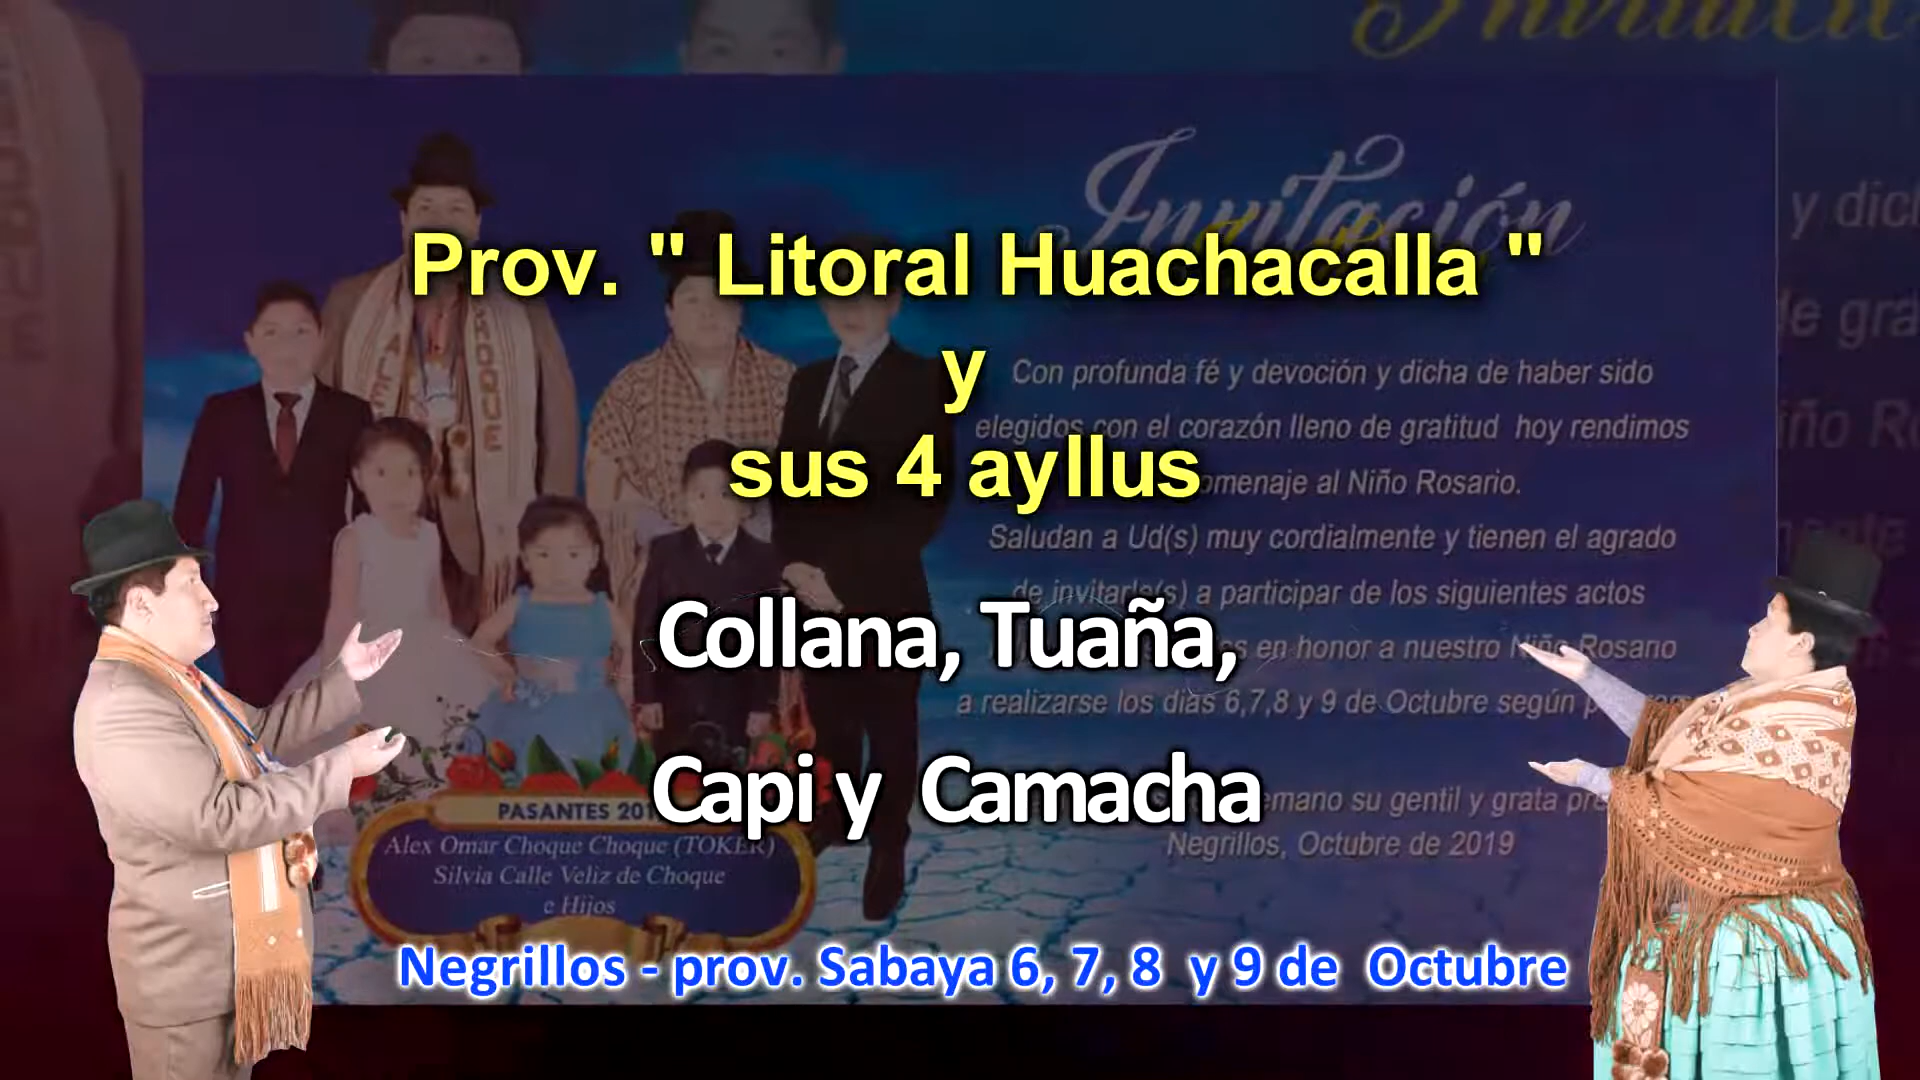 Invitación
Prov. " Litoral Huachacalla "
y
sus 4 ayllus
Collana, Tuaña,
Capi y Camacha
Con profunda fé y devoción y dicha de haber sido
elegidos con el corazón lleno de gratitud hoy rendimos
al Niño Rosario.
Saludan a Ud(s) muy cordialmente y tienen el agrado
a participar de los siguientes actos
en honor a nuestro Niño Rosario
a realizarse los días 6,7,8 y 9 de Octubre según
su gentil y grata
Negrillos, Octubre de 2019
PASANTES
Alex Omar Choque Choque (TOKER)
Silvia Calle Veliz de Choque
e Hijos
Negrillos - prov. Sabaya 6, 7, 8 y 9 de Octubre